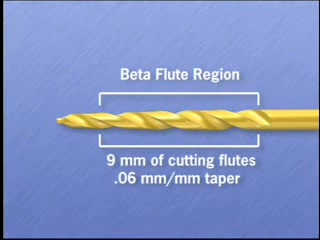 Beta Flute Region
9 mm of cutting flutes
.06 mm/mm taper